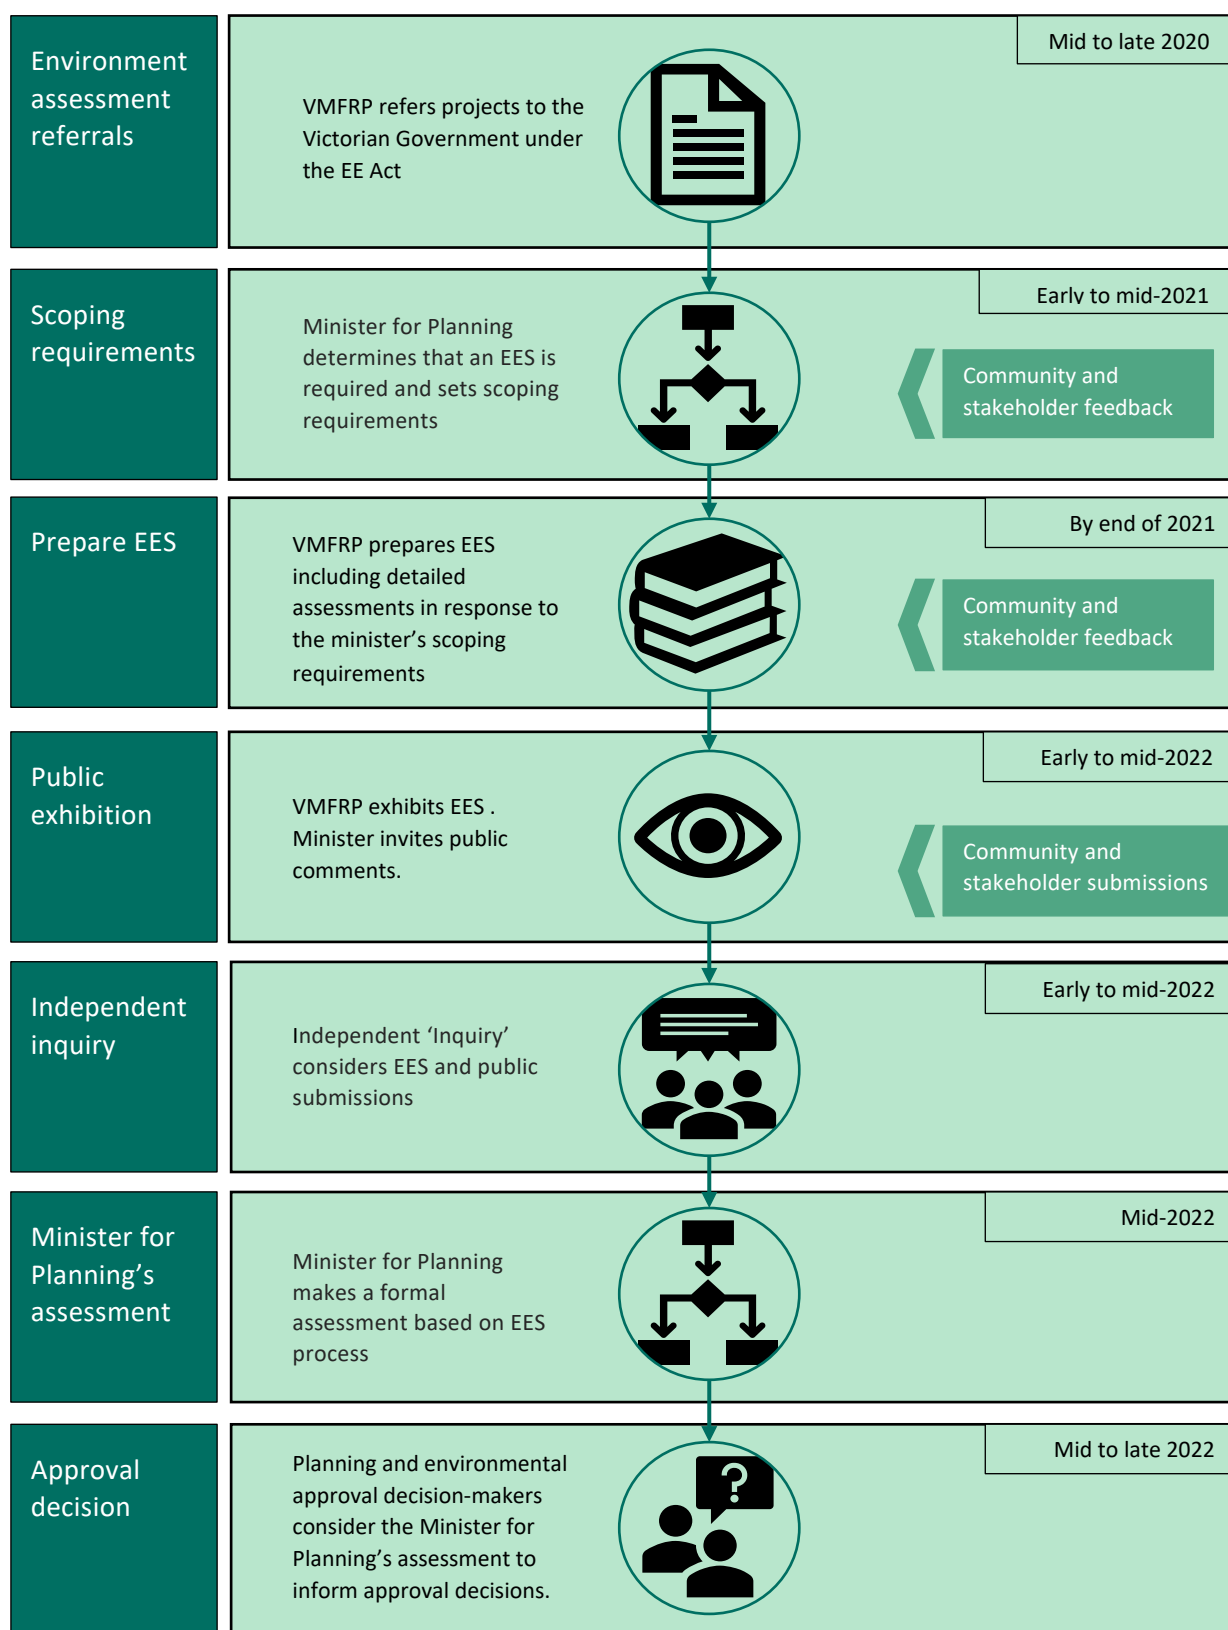 Environment
assessment
referrals
Mid to late 2020
VMFRP refers projects to the
Victorian Government under
the EE Act
Scoping
requirements
Early to mid-2021
Minister for Planning
determines that an EES is
required and sets scoping
requirements
Community and
stakeholder feedback
Prepare EES
By end of 2021
VMFRP prepares EES
including detailed
assessments in response to
the minister’s scoping
requirements
Community and
stakeholder feedback
Public
exhibition
Early to mid-2022
VMFRP exhibits EES .
Minister invites public
comments.
Community and
stakeholder submissions
Independent
inquiry
Early to mid-2022
Independent ‘Inquiry’
considers EES and public
submissions
Minister for
Planning’s
assessment
Mid-2022
Minister for Planning
makes a formal
assessment based on EES
process
Approval
decision
Mid to late 2022
Planning and environmental
approval decision-makers
consider the Minister for
Planning’s assessment to
inform approval decisions.
?